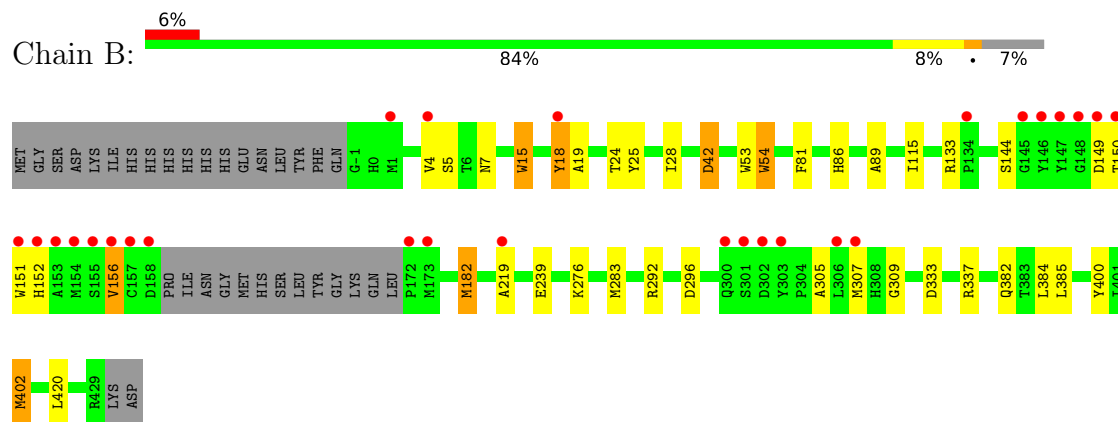 6%
Chain B:
84% 8% • 7%
MET GLY SER ASP LYS ILE HIS HIS HIS HIS HIS HIS GLU ASN LEU TYR PHE GLN G-1 H0 M1 V4 S5 T6 N7 W15 Y18 A19 T24 Y25 I28 D42 W53 W54 F81 H86 A89 I115 R133 P134 S144 G145 Y146 Y147 G148 D149 T150
W151 H152 A153 M154 S155 V156 C157 D158 PRO ILE ASN GLY MET HIS SER LEU TYR GLY LYS GLN LEU P172 M173 M182 A219 E239 K276 M283 R292 D296 Q300 S301 D302 Y303 P304 A305 L306 M307 H308 G309 D333 R337 Q382 T383 L384 L385 Y400 I401
M402 L420 R429 LYS ASP